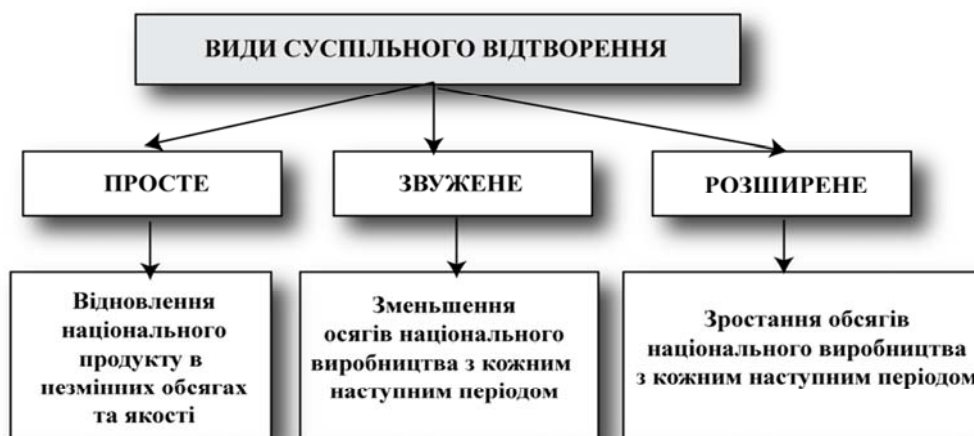 ВИДИ СУСПІЛЬНОГО ВІДТВОРЕННЯ
ПРОСТЕ
ЗВУЖЕНЕ
РОЗШИРЕНЕ
Відновлення
національного
продукту в
незмінних обсягах
та якості
Зменьшення
осягів національного
виробництва з кожним
наступним періодом
Зростання обсягів
національного виробництва
з кожним наступним періодом